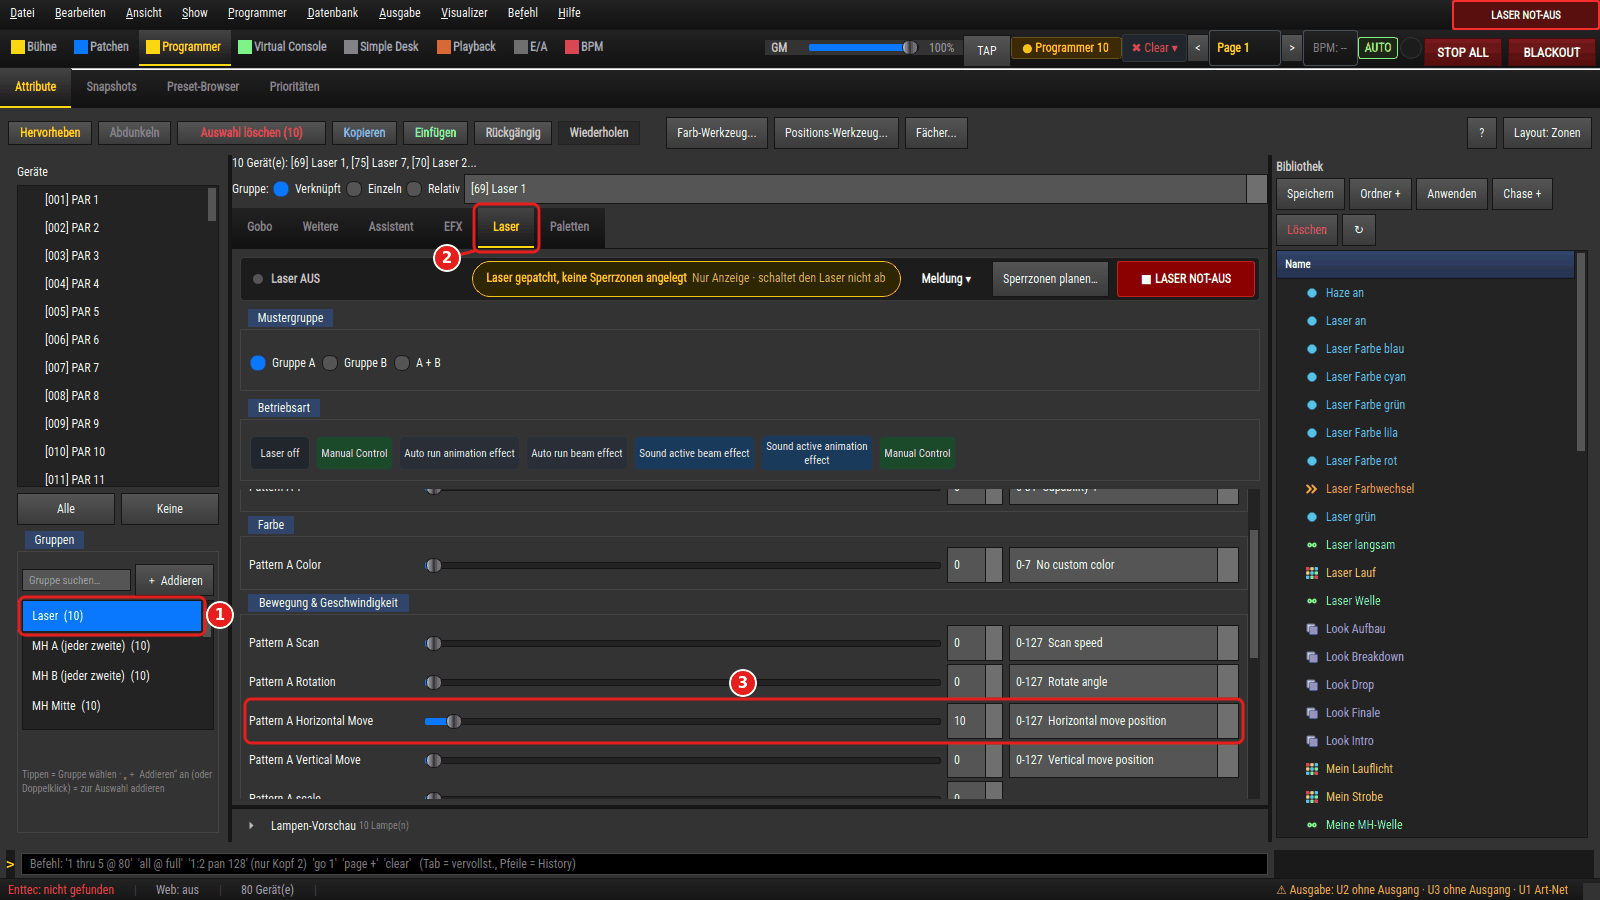 Datei Bearbeiten Ansicht Show Programmer Datenbank Ausgabe Visualizer Befehl Hilfe
LASER NOT-AUS
Bühne Patchen Programmer Virtual Console Simple Desk Playback E/A BPM
GM 100% TAP Programmer 10 ✖ Clear ▾ < Page 1 > BPM: -- AUTO STOP ALL BLACKOUT
Attribute Snapshots Preset-Browser Prioritäten
Hervorheben Abdunkeln Auswahl löschen (10) Kopieren Einfügen Rückgängig Wiederholen Farb-Werkzeug... Positions-Werkzeug... Fächer... ? Layout: Zonen
Geräte
[001] PAR 1
[002] PAR 2
[003] PAR 3
[004] PAR 4
[005] PAR 5
[006] PAR 6
[007] PAR 7
[008] PAR 8
[009] PAR 9
[010] PAR 10
[011] PAR 11
Alle Keine
Gruppen
Gruppe suchen... + Addieren
Laser (10) 1
MH A (jeder zweite) (10)
MH B (jeder zweite) (10)
MH Mitte (10)
Tippen = Gruppe wählen · „ + Addieren" an (oder
Doppelklick) = zur Auswahl addieren
10 Gerät(e): [69] Laser 1, [75] Laser 7, [70] Laser 2...
Gruppe: Verknüpft Einzeln Relativ [69] Laser 1
Gobo Weitere Assistent EFX Laser Paletten
2
Laser AUS Laser gepatcht, keine Sperrzonen angelegt Nur Anzeige · schaltet den Laser nicht ab Meldung ▾ Sperrzonen planen... ■ LASER NOT-AUS
Mustergruppe
Gruppe A Gruppe B A + B
Betriebsart
Laser off Manual Control Auto run animation effect Auto run beam effect Sound active beam effect Sound active animation effect Manual Control
Farbe
Pattern A Color 0 0-7 No custom color
Bewegung & Geschwindigkeit
Pattern A Scan 0 0-127 Scan speed
Pattern A Rotation 3 0 0-127 Rotate angle
Pattern A Horizontal Move 10 0-127 Horizontal move position
Pattern A Vertical Move 0 0-127 Vertical move position
Pattern A scale 0
Lampen-Vorschau 10 Lampe(n)
Bibliothek
Speichern Ordner + Anwenden Chase +
Löschen ↻
Name
Haze an
Laser an
Laser Farbe blau
Laser Farbe cyan
Laser Farbe grün
Laser Farbe lila
Laser Farbe rot
Laser Farbwechsel
Laser grün
Laser langsam
Laser Lauf
Laser Welle
Look Aufbau
Look Breakdown
Look Drop
Look Finale
Look Intro
Mein Lauflicht
Mein Strobe
Meine MH-Welle
> Befehl: '1 thru 5 @ 80' 'all @ full' '1:2 pan 128' (nur Kopf 2) 'go 1' 'page +' 'clear' (Tab = vervollst., Pfeile = History)
Enttec: nicht gefunden Web: aus 80 Gerät(e) ⚠ Ausgabe: U2 ohne Ausgang · U3 ohne Ausgang · U1 Art-Net